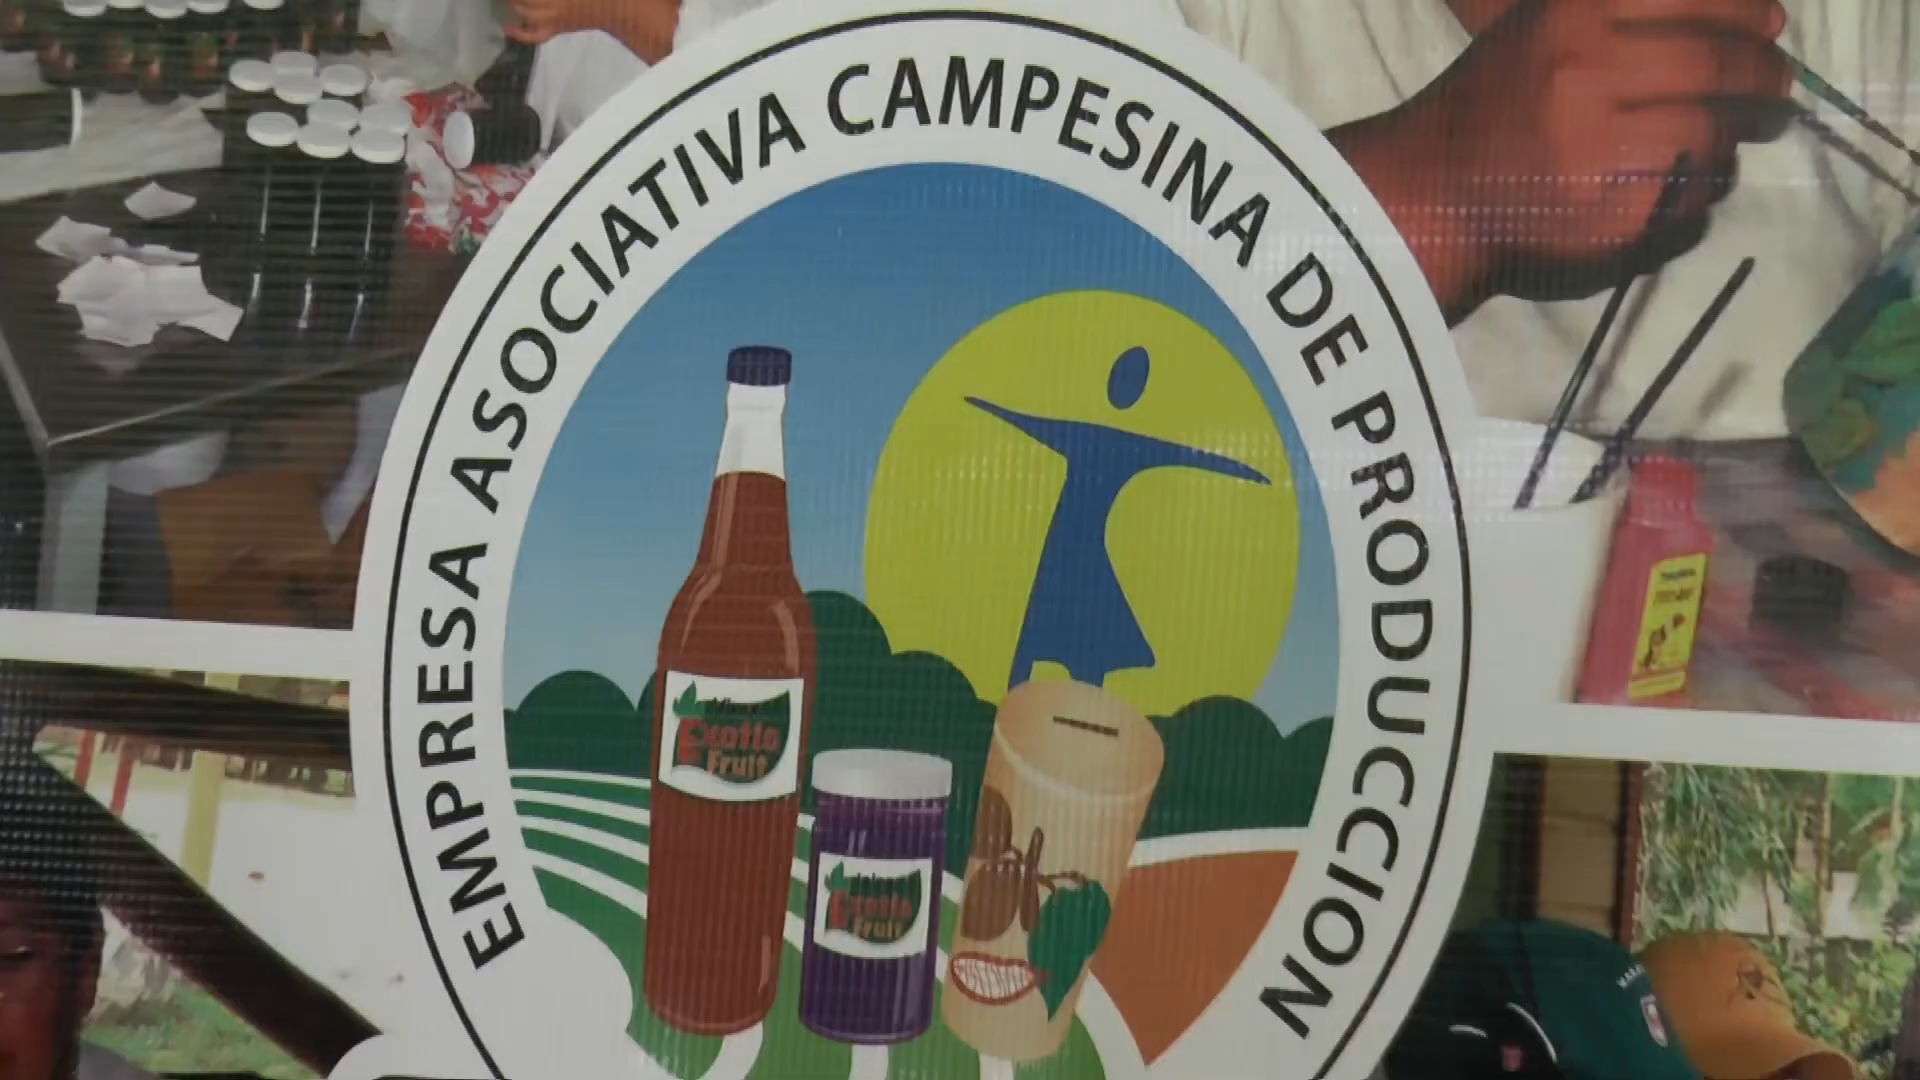 EMPRESA ASOCIATIVA CAMPESINA DE PRODUCCION
Exotic
Fruit
Exotic
Fruit